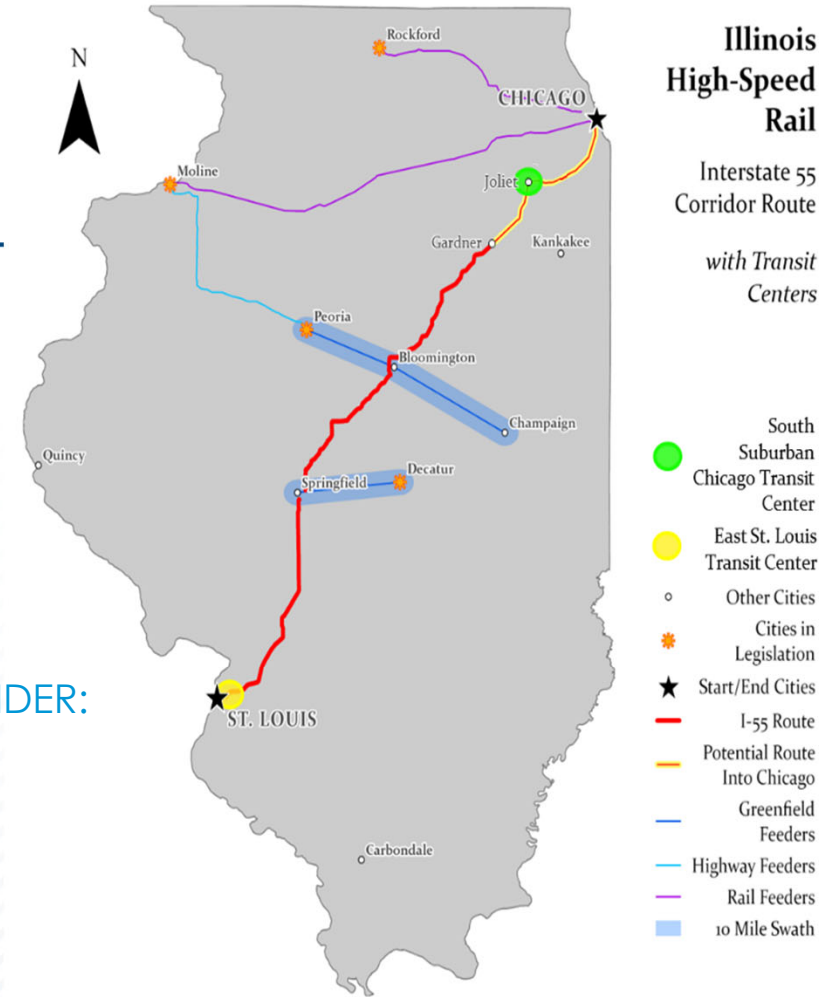 N
Rockford
CHICAGO
Moline
Joliet
Gardner
Kankakee
Peoria
Bloomington
Champaign
Quincy
Decatur
Springfield
NDER:
ST. LOUIS
Carbondale
Illinois
High-Speed
Rail
Interstate 55
Corridor Route
with Transit
Centers
South
Suburban
Chicago Transit
Center
East St. Louis
Transit Center
Other Cities
Cities in
Legislation
Start/End Cities
I-55 Route
Potential Route
Into Chicago
Greenfield
Feeders
Highway Feeders
Rail Feeders
10 Mile Swath